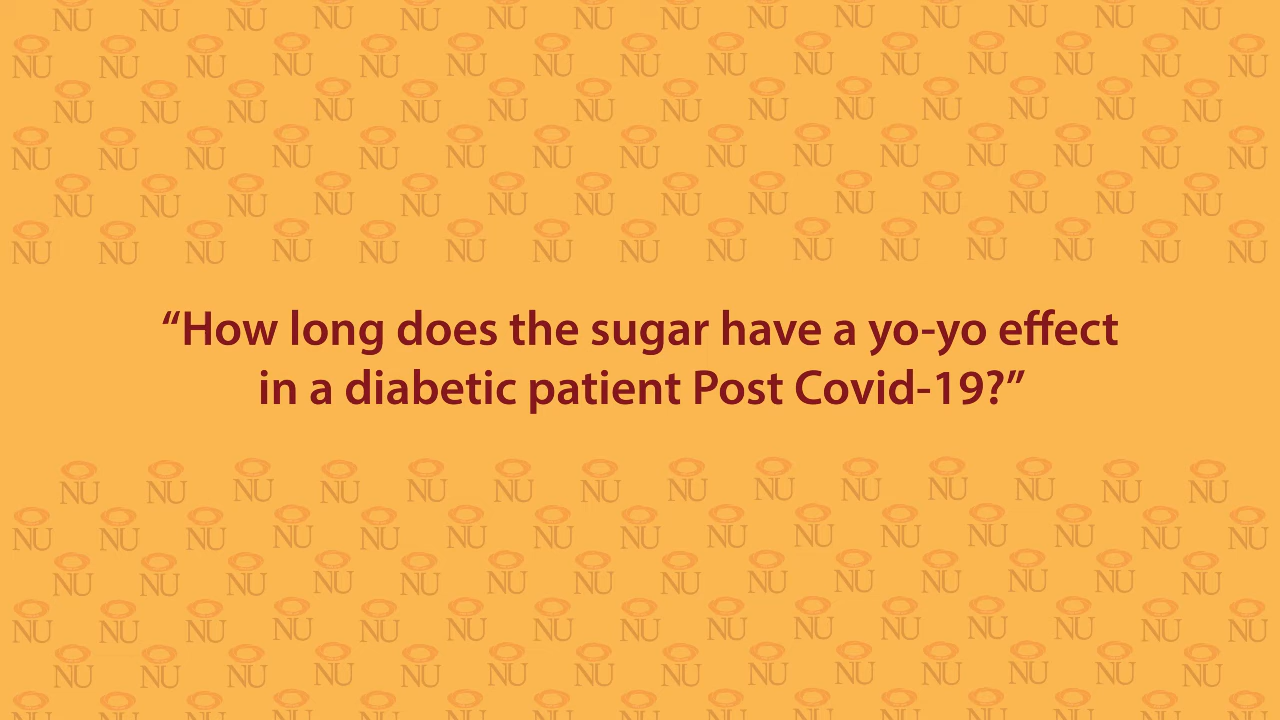 “How long does the sugar have a yo-yo effect
in a diabetic patient Post Covid-19?”
NU